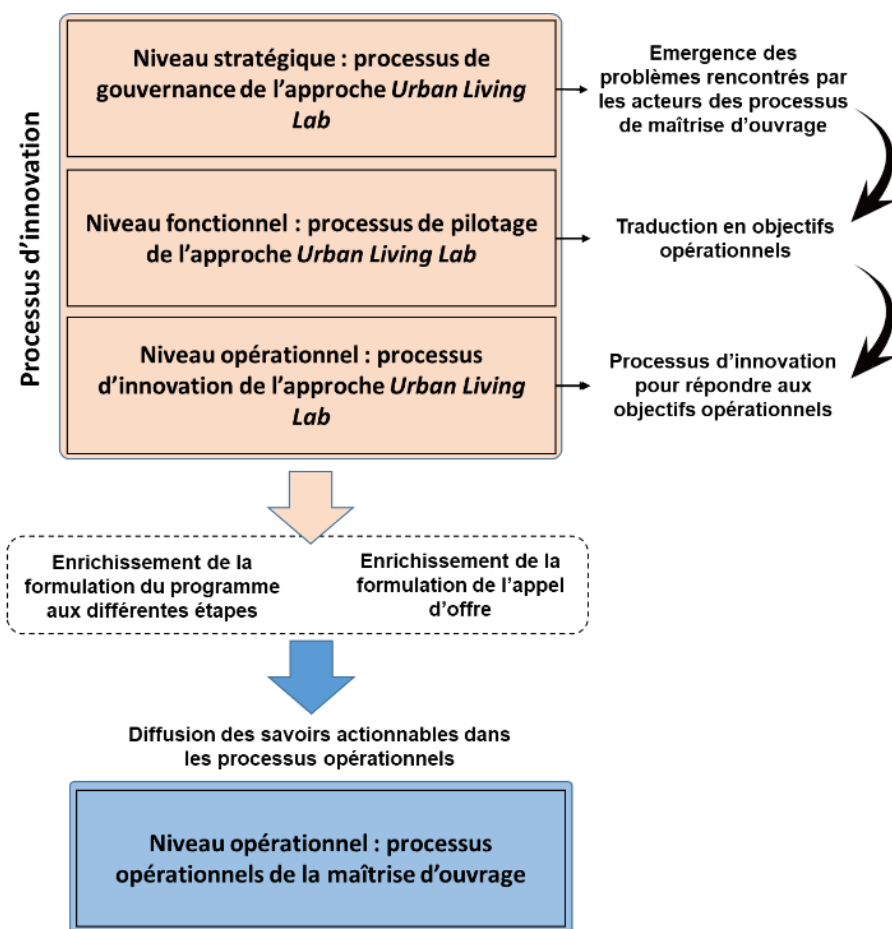 Processus d'innovation
Niveau stratégique : processus de
gouvernance de l'approche Urban Living
Lab
Emergence des
problèmes rencontrés par
les acteurs des processus
de maîtrise d'ouvrage
Niveau fonctionnel : processus de pilotage
de l'approche Urban Living Lab
Traduction en objectifs
opérationnels
Niveau opérationnel : processus
d'innovation de l'approche Urban Living
Lab
Processus d'innovation
pour répondre aux
objectifs opérationnels
Enrichissement de la
formulation du programme
aux différentes étapes
Enrichissement de la
formulation de l'appel
d'offre
Diffusion des savoirs actionnables dans
les processus opérationnels
Niveau opérationnel : processus
opérationnels de la maîtrise d'ouvrage